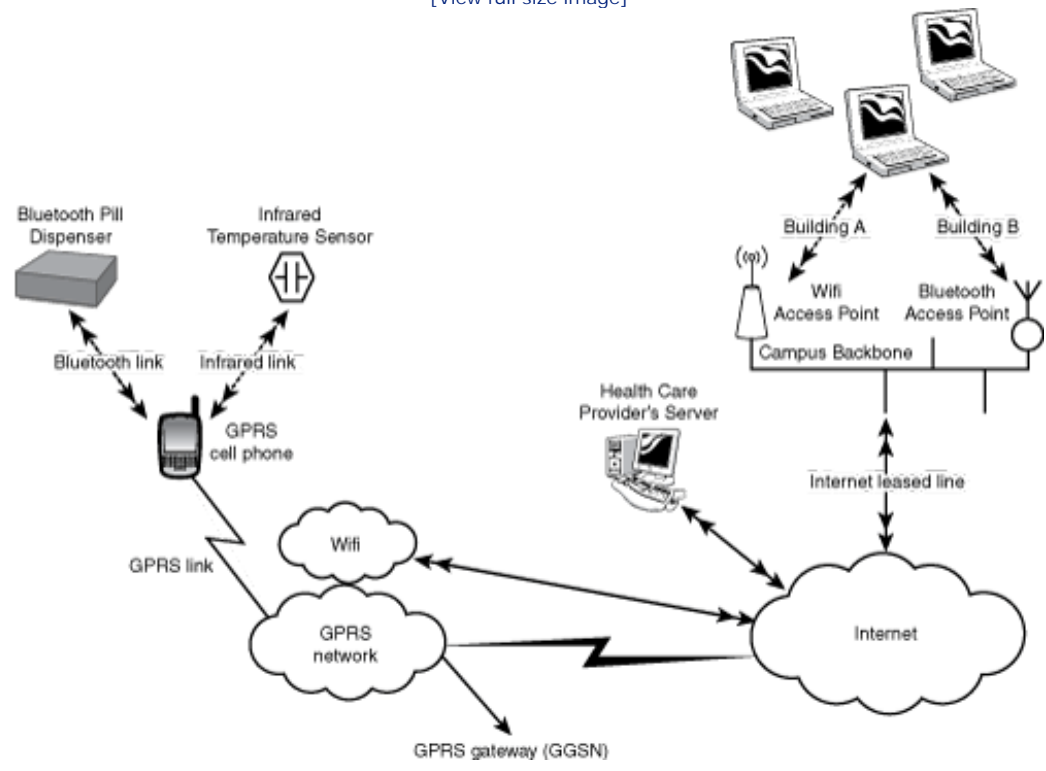 [View full size image]
Bluetooth Pill
Dispenser
Infrared
Temperature Sensor
Building A
Building B
Wifi
Access Point
Bluetooth
Access Point
Campus Backbone
Bluetooth link
Infrared link
GPRS
cell phone
Health Care
Provider's Server
Internet leased line
Wifi
GPRS link
GPRS
network
Internet
GPRS gateway (GGSN)